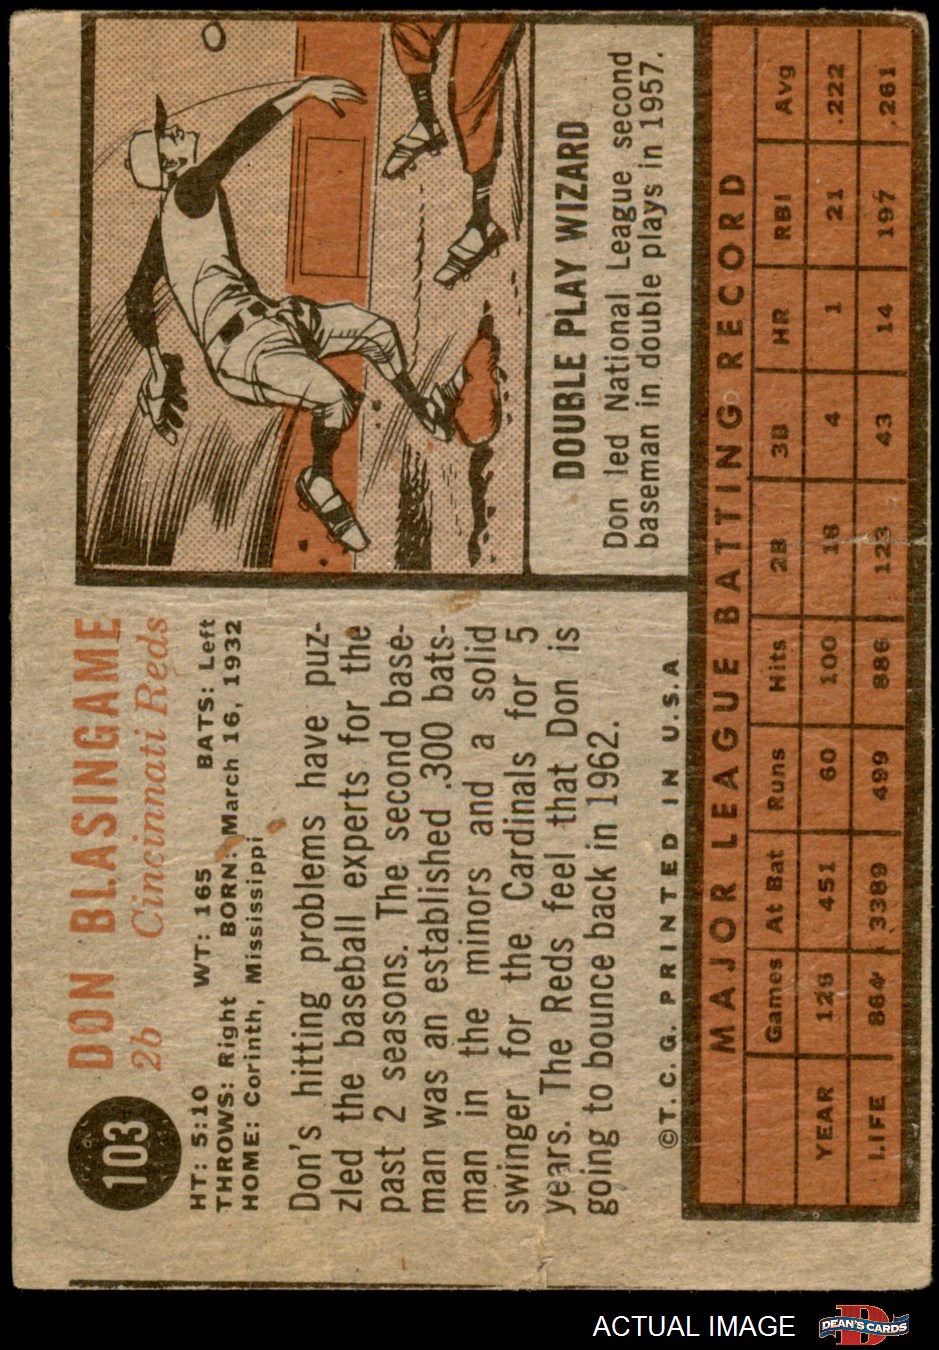 103
DON BLASINGAME
2b Cincinnati Reds
HT: 5:10 WT: 165 BATS: Left
THROWS: Right BORN: March 16, 1932
HOME: Corinth, Mississippi
Don's hitting problems have puz-
zled the baseball experts for the
past 2 seasons. The second base-
man was an established .300 bats-
man in the minors and a solid
swinger for the Cardinals for 5
years. The Reds feel that Don is
going to bounce back in 1962.
©T. C. G. PRINTED IN U.S.A
DOUBLE PLAY WIZARD
Don led National League second
baseman in double plays in 1957.
MAJOR LEAGUE BATTING RECORD
Games At Bat Runs Hits 2B 3B HR RBI Avg
YEAR 451 60 100 18 4 1 21 .222
LIFE 864 3389 499 886 123 43 14 197 .261
ACTUAL IMAGE
DEAN'S CARDS